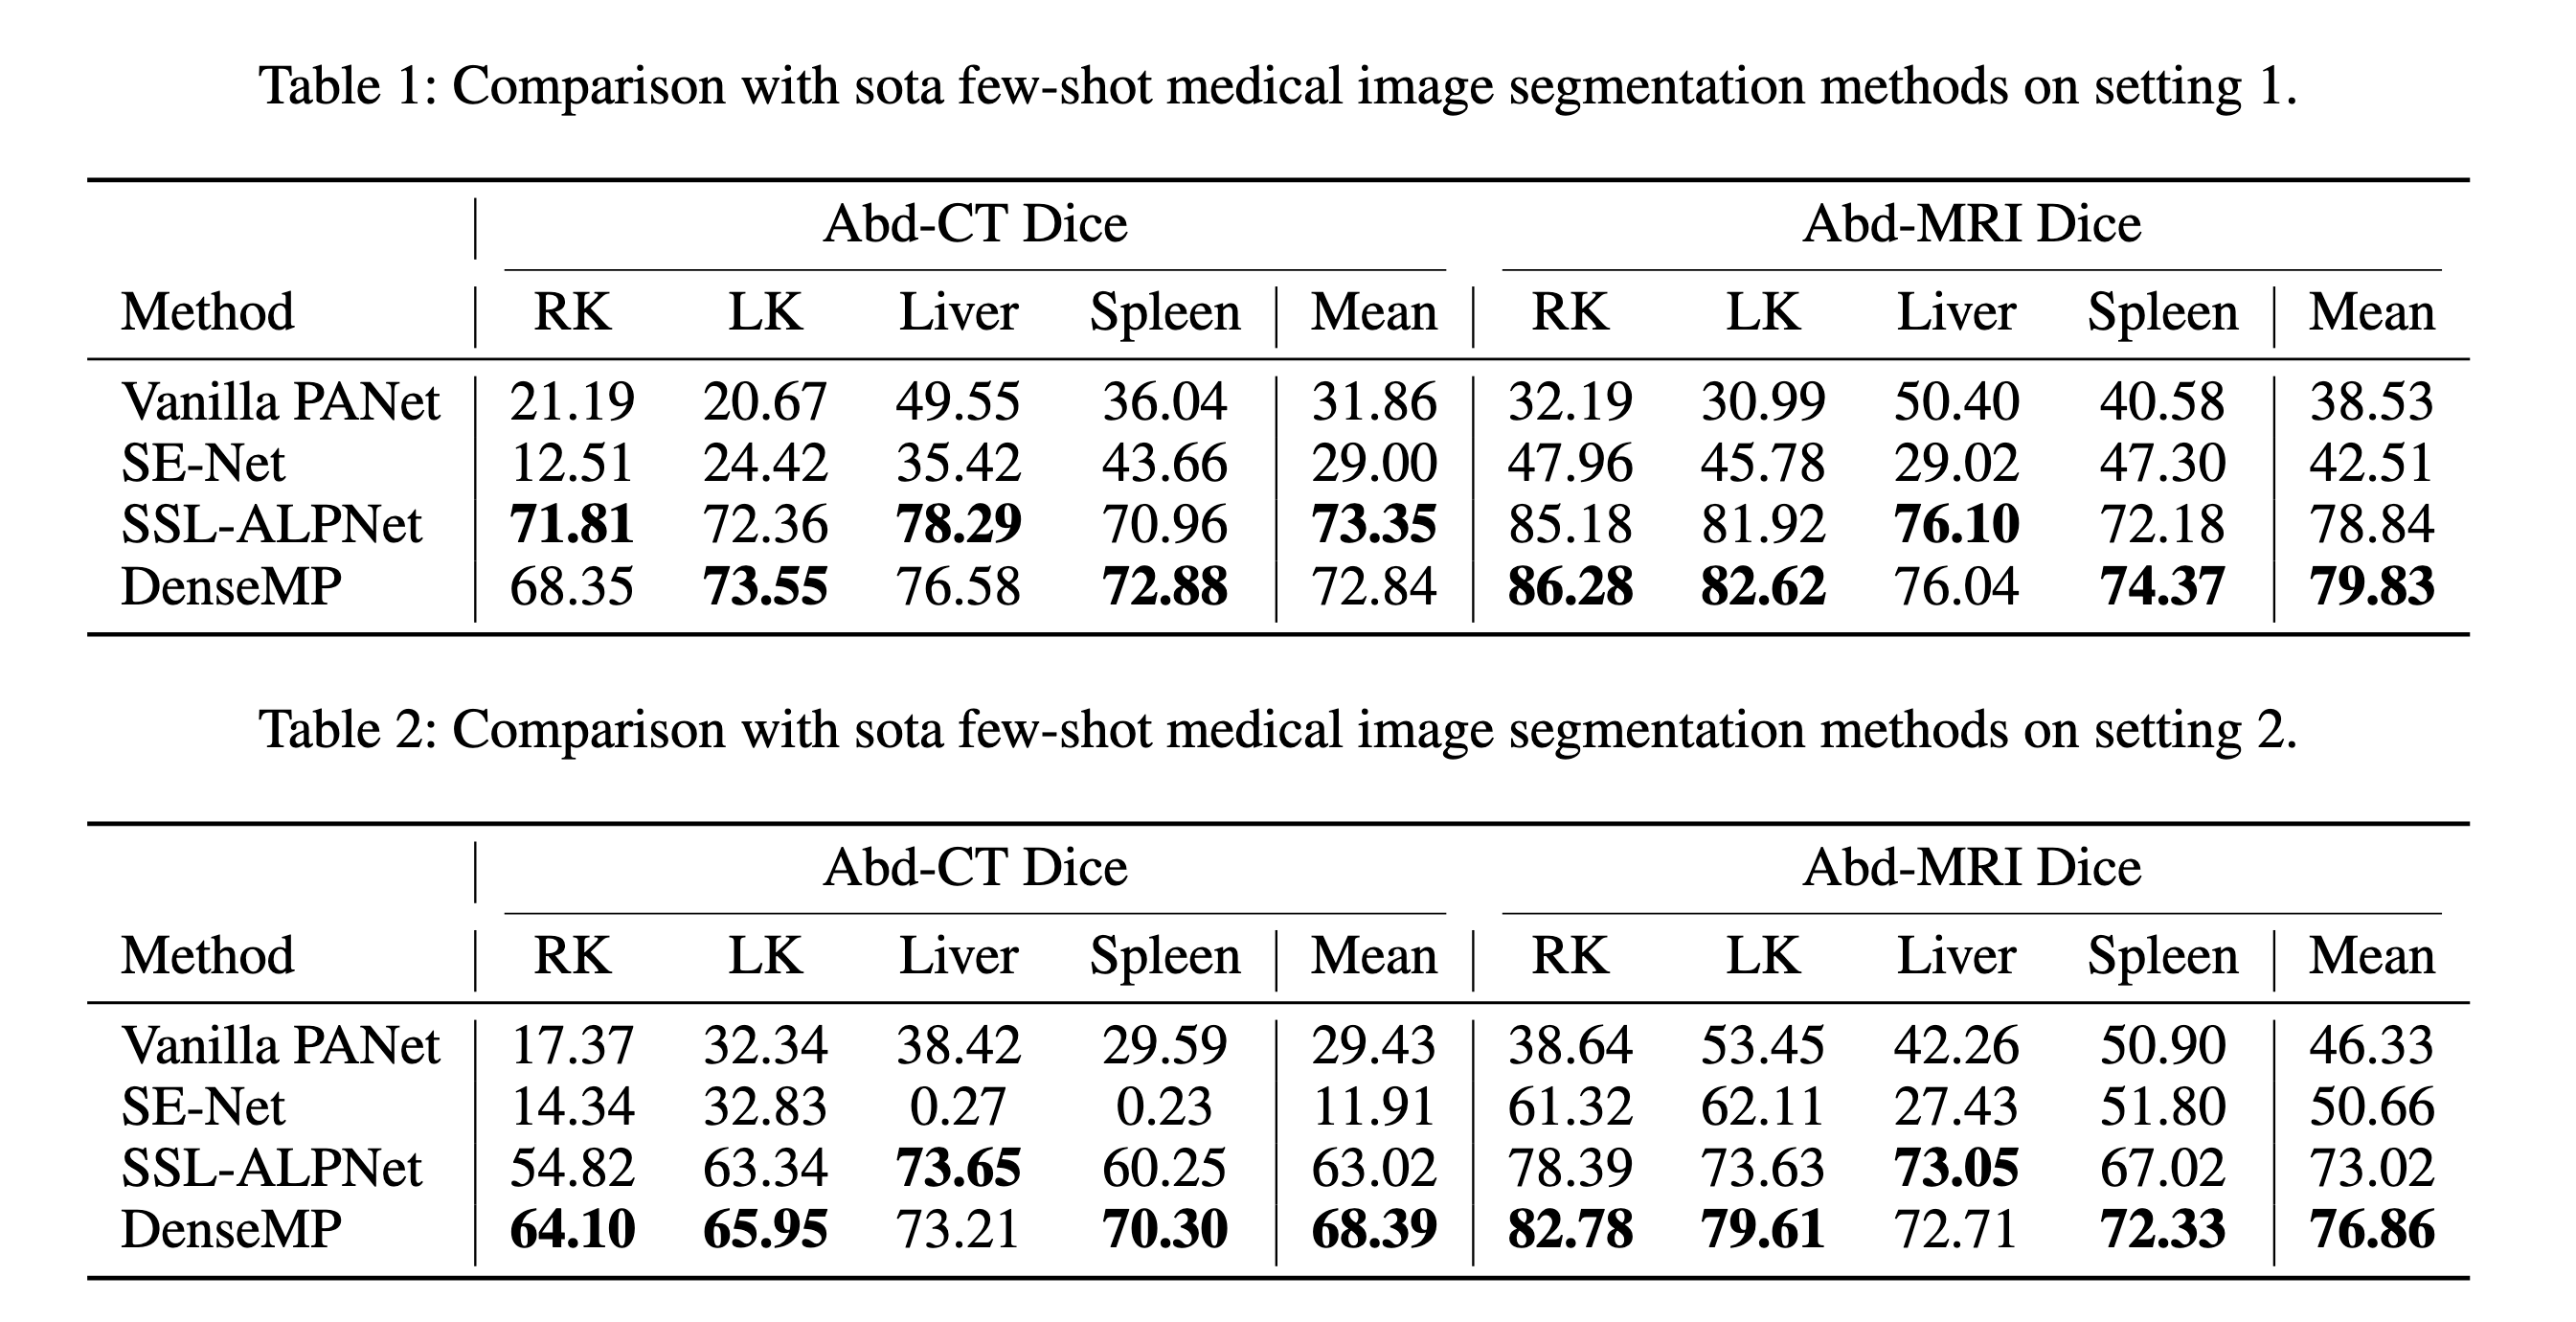 Table 1: Comparison with sota few-shot medical image segmentation methods on setting 1.
Abd-CT Dice Abd-MRI Dice
Method RK LK Liver Spleen Mean RK LK Liver Spleen Mean
Vanilla PANet 21.19 20.67 49.55 36.04 31.86 32.19 30.99 50.40 40.58 38.53
SE-Net 12.51 24.42 35.42 43.66 29.00 47.96 45.78 29.02 47.30 42.51
SSL-ALPNet 71.81 72.36 78.29 70.96 73.35 85.18 81.92 76.10 72.18 78.84
DenseMP 68.35 73.55 76.58 72.88 72.84 86.28 82.62 76.04 74.37 79.83
Table 2: Comparison with sota few-shot medical image segmentation methods on setting 2.
Abd-CT Dice Abd-MRI Dice
Method RK LK Liver Spleen Mean RK LK Liver Spleen Mean
Vanilla PANet 17.37 32.34 38.42 29.59 29.43 38.64 53.45 42.26 50.90 46.33
SE-Net 14.34 32.83 0.27 0.23 11.91 61.32 62.11 27.43 51.80 50.66
SSL-ALPNet 54.82 63.34 73.65 60.25 63.02 78.39 73.63 73.05 67.02 73.02
DenseMP 64.10 65.95 73.21 70.30 68.39 82.78 79.61 72.71 72.33 76.86